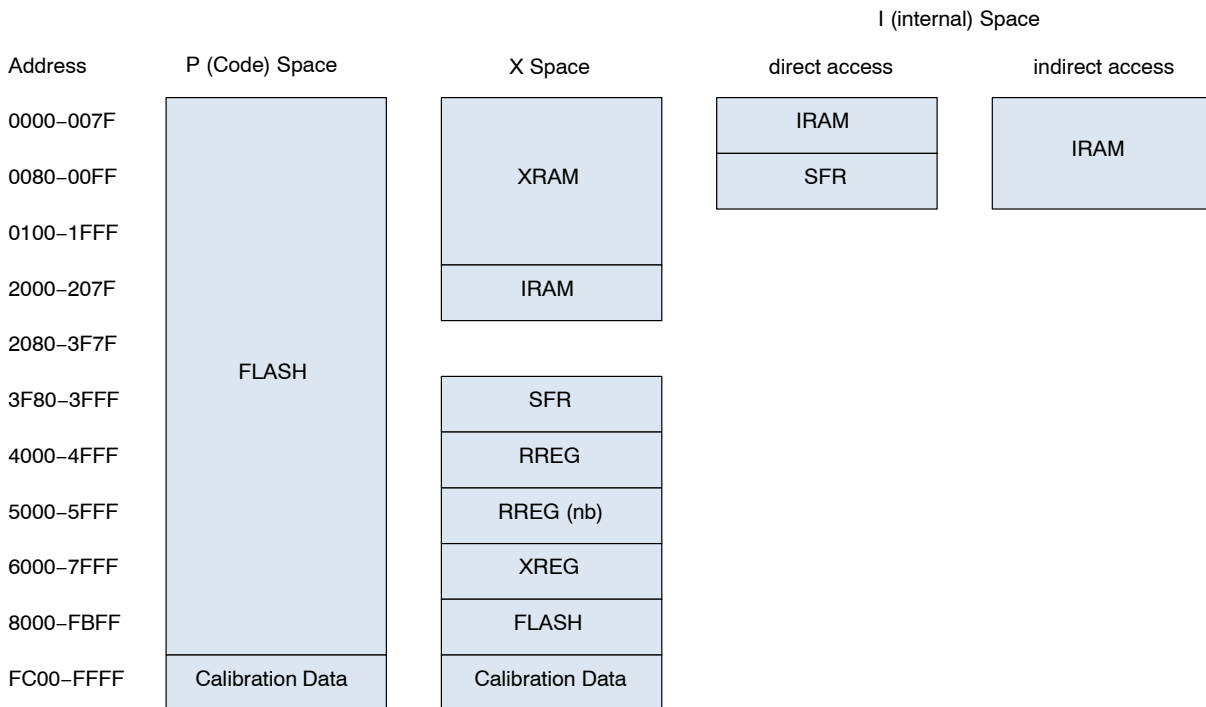 I (internal) Space
Address P (Code) Space X Space direct access indirect access
0000−007F IRAM
IRAM
0080−00FF XRAM SFR
0100−1FFF
2000−207F IRAM
2080−3F7F
FLASH
3F80−3FFF SFR
4000−4FFF RREG
5000−5FFF RREG (nb)
6000−7FFF XREG
8000−FBFF FLASH
FC00−FFFF Calibration Data Calibration Data